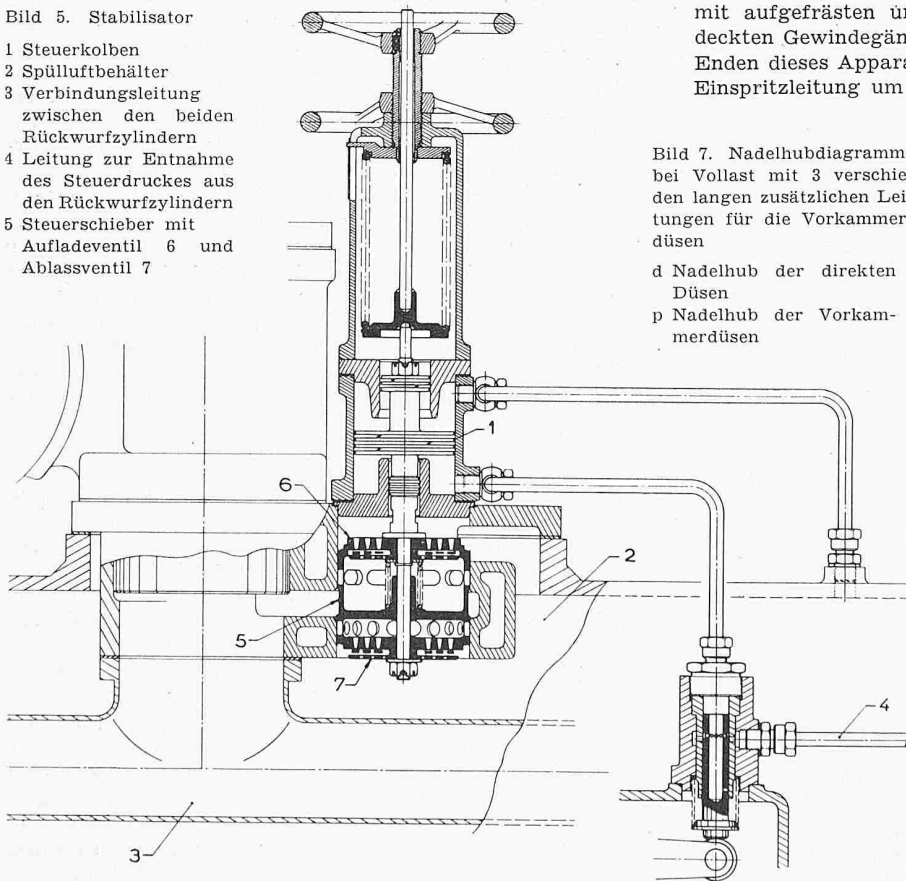 Bild 5. Stabilisator
1 Steuerkolben
2 Spülluftbehälter
3 Verbindungsleitung
zwischen den beiden
Rückwurfzylindern
4 Leitung zur Entnahme
des Steuerdruckes aus
den Rückwurfzylindern
5 Steuerschieber mit
Aufladeventil 6 und
Ablassventil 7
mit aufgefrästen
deckten Gewindegän
Enden dieses Appara
Einspritzleitung um
Bild 7. Nadelhubdiagramm
bei Vollast mit 3 verschie
den langen zusätzlichen Lei
tungen für die Vorkammer
düsen
d Nadelhub der direkten
Düsen
p Nadelhub der Vorkam-
merdüsen
1
6
2
5
7
4
3